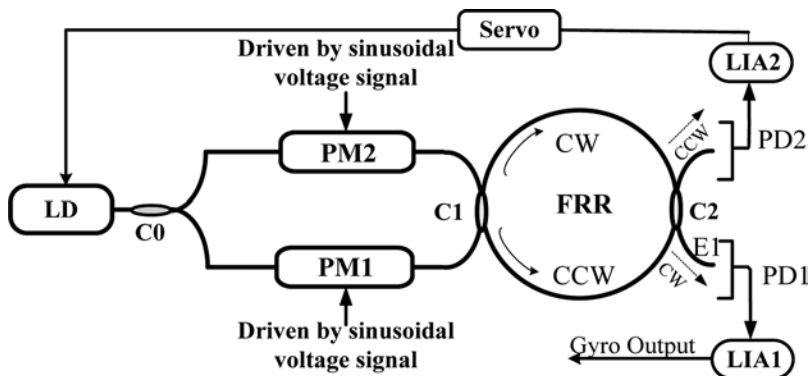 Servo
Driven by sinusoidal
voltage signal
LIA2
PM2
CCW
PD2
CW
LD
C0
C1
FRR
C2
PM1
CCW
E1
CW
PD1
Driven by sinusoidal
voltage signal
Gyro Output
LIA1